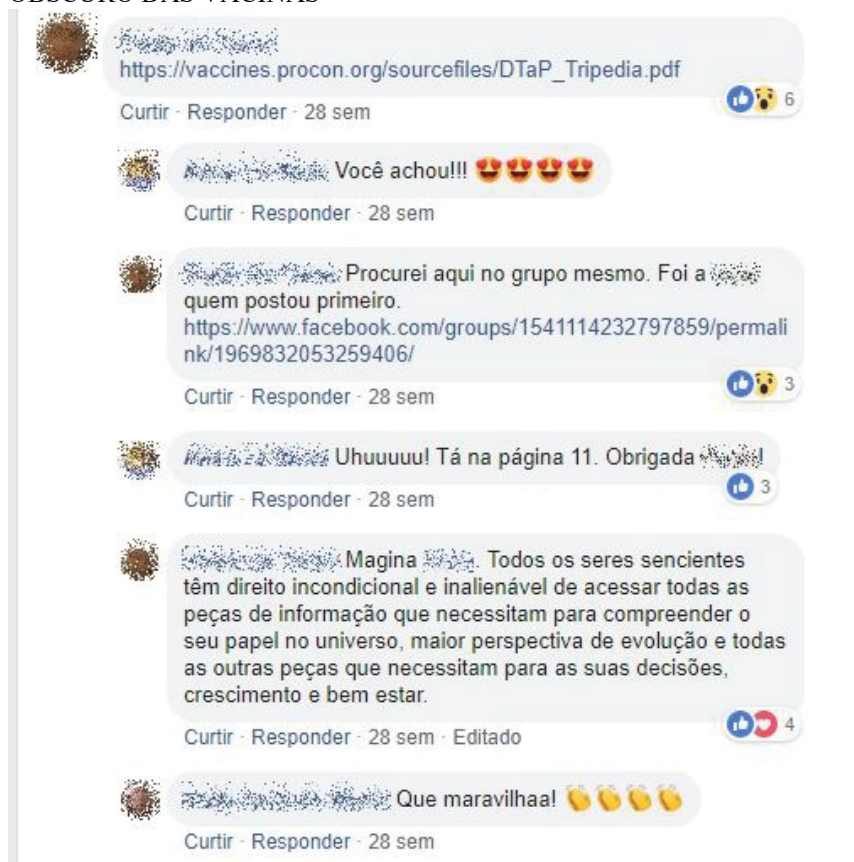 OBSCURO DAS VACINAS
https://vaccines.procon.org/sourcefiles/DTaP_Tripedia.pdf
6
Curtir · Responder · 28 sem
Você achou!!! 😍😍😍😍
Curtir · Responder · 28 sem
Procurei aqui no grupo mesmo. Foi a
quem postou primeiro.
https://www.facebook.com/groups/1541114232797859/permali
nk/1969832053259406/
3
Curtir · Responder · 28 sem
Uhuuuuu! Tá na página 11. Obrigada !
3
Curtir · Responder · 28 sem
Magina . Todos os seres sencientes
têm direito incondicional e inalienável de acessar todas as
peças de informação que necessitam para compreender o
seu papel no universo, maior perspectiva de evolução e todas
as outras peças que necessitam para as suas decisões,
crescimento e bem estar.
4
Curtir · Responder · 28 sem · Editado
Que maravilhaa! 👏👏👏👏
Curtir · Responder · 28 sem